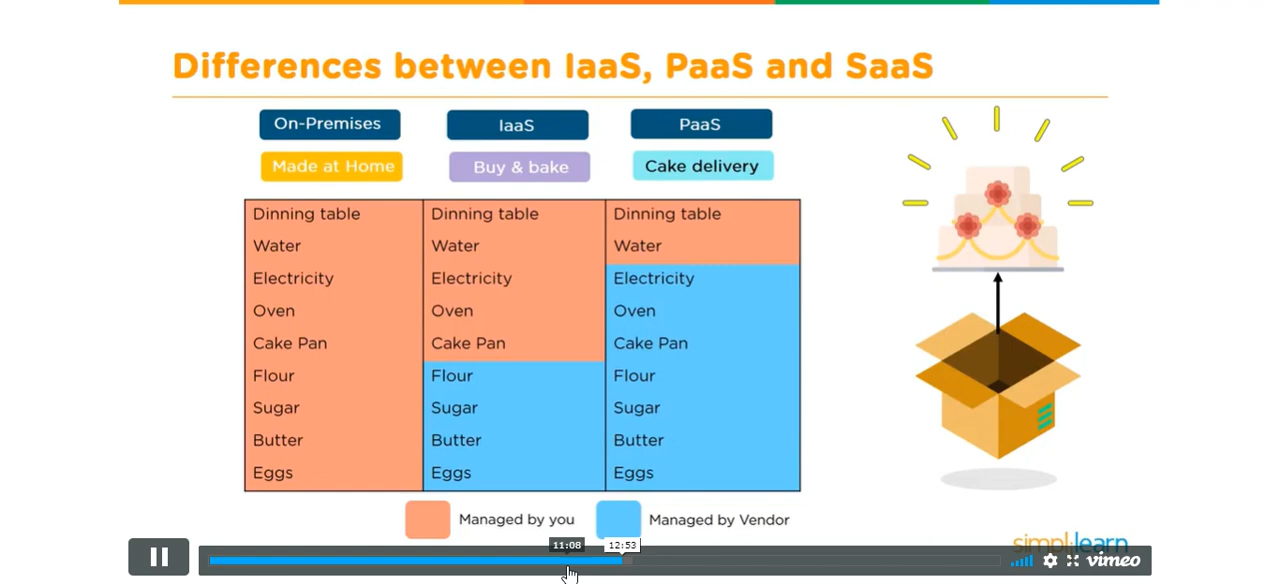 Differences between IaaS, PaaS and SaaS
On-Premises IaaS PaaS
Made at Home Buy & bake Cake delivery
Dinning table Dinning table Dinning table
Water Water Water
Electricity Electricity Electricity
Oven Oven Oven
Cake Pan Cake Pan Cake Pan
Flour Flour Flour
Sugar Sugar Sugar
Butter Butter Butter
Eggs Eggs Eggs
Managed by you Managed by Vendor
simplilearn
11:08 12:53
vimeo